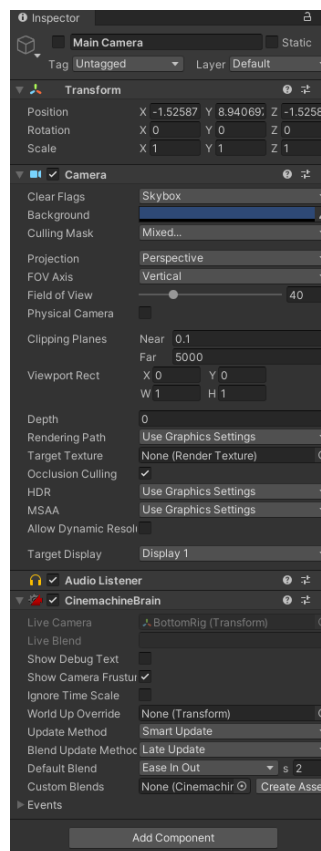 Inspector
Main Camera Static
Tag Untagged Layer Default
Transform
Position X -1.52587 Y 8.940697 Z -1.5258
Rotation X 0 Y 0 Z 0
Scale X 1 Y 1 Z 1
Camera
Clear Flags Skybox
Background
Culling Mask Mixed...
Projection Perspective
FOV Axis Vertical
Field of View 40
Physical Camera
Clipping Planes Near 0.1
Far 5000
Viewport Rect X 0 Y 0
W 1 H 1
Depth 0
Rendering Path Use Graphics Settings
Target Texture None (Render Texture)
Occlusion Culling
HDR Use Graphics Settings
MSAA Use Graphics Settings
Allow Dynamic Resolu
Target Display Display 1
Audio Listener
CinemachineBrain
Live Camera BottomRig (Transform)
Live Blend
Show Debug Text
Show Camera Frustur
Ignore Time Scale
World Up Override None (Transform)
Update Method Smart Update
Blend Update Method Late Update
Default Blend Ease In Out s 2
Custom Blends None (Cinemachir Create Asse
Events
Add Component